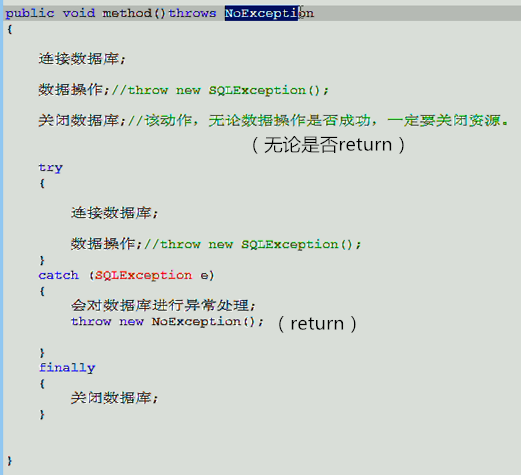 public void method()throws NoException
{
连接数据库;
数据操作;//throw new SQLException();
关闭数据库;//该动作，无论数据操作是否成功，一定要关闭资源。
（无论是否return）
try
{
连接数据库;
数据操作;//throw new SQLException();
}
catch (SQLException e)
{
会对数据库进行异常处理;
throw new NoException(); （return）
}
finally
{
关闭数据库;
}
}